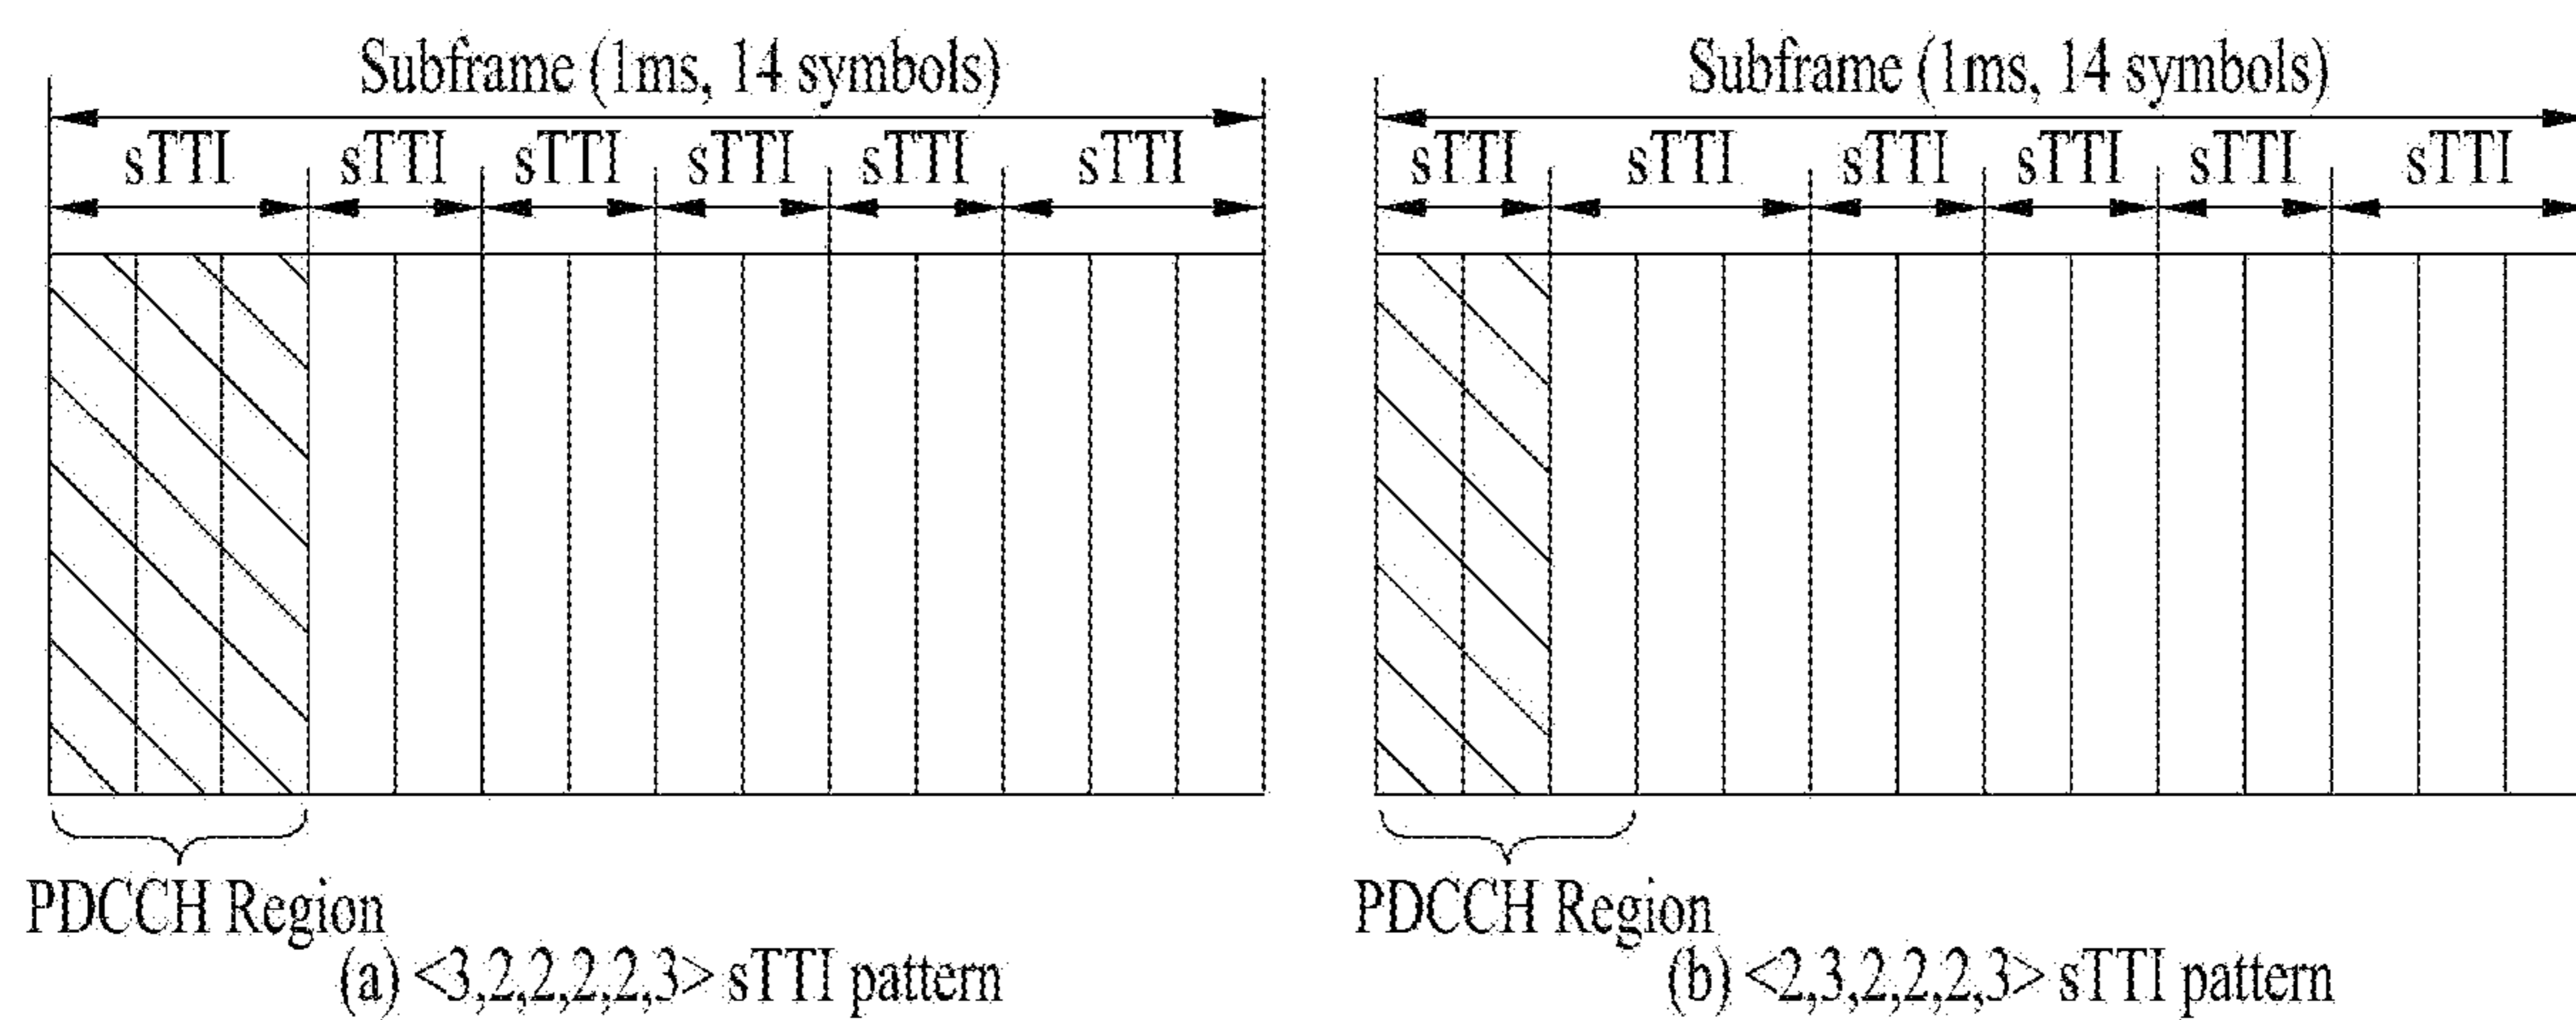 Subframe (1ms, 14 symbols)
sTTI sTTI sTTI sTTI sTTI sTTI
PDCCH Region
(a) <3,2,2,2,2,3> sTTI pattern
Subframe (1ms, 14 symbols)
sTTI sTTI sTTI sTTI sTTI sTTI
PDCCH Region
(b) <2,3,2,2,2,3> sTTI pattern